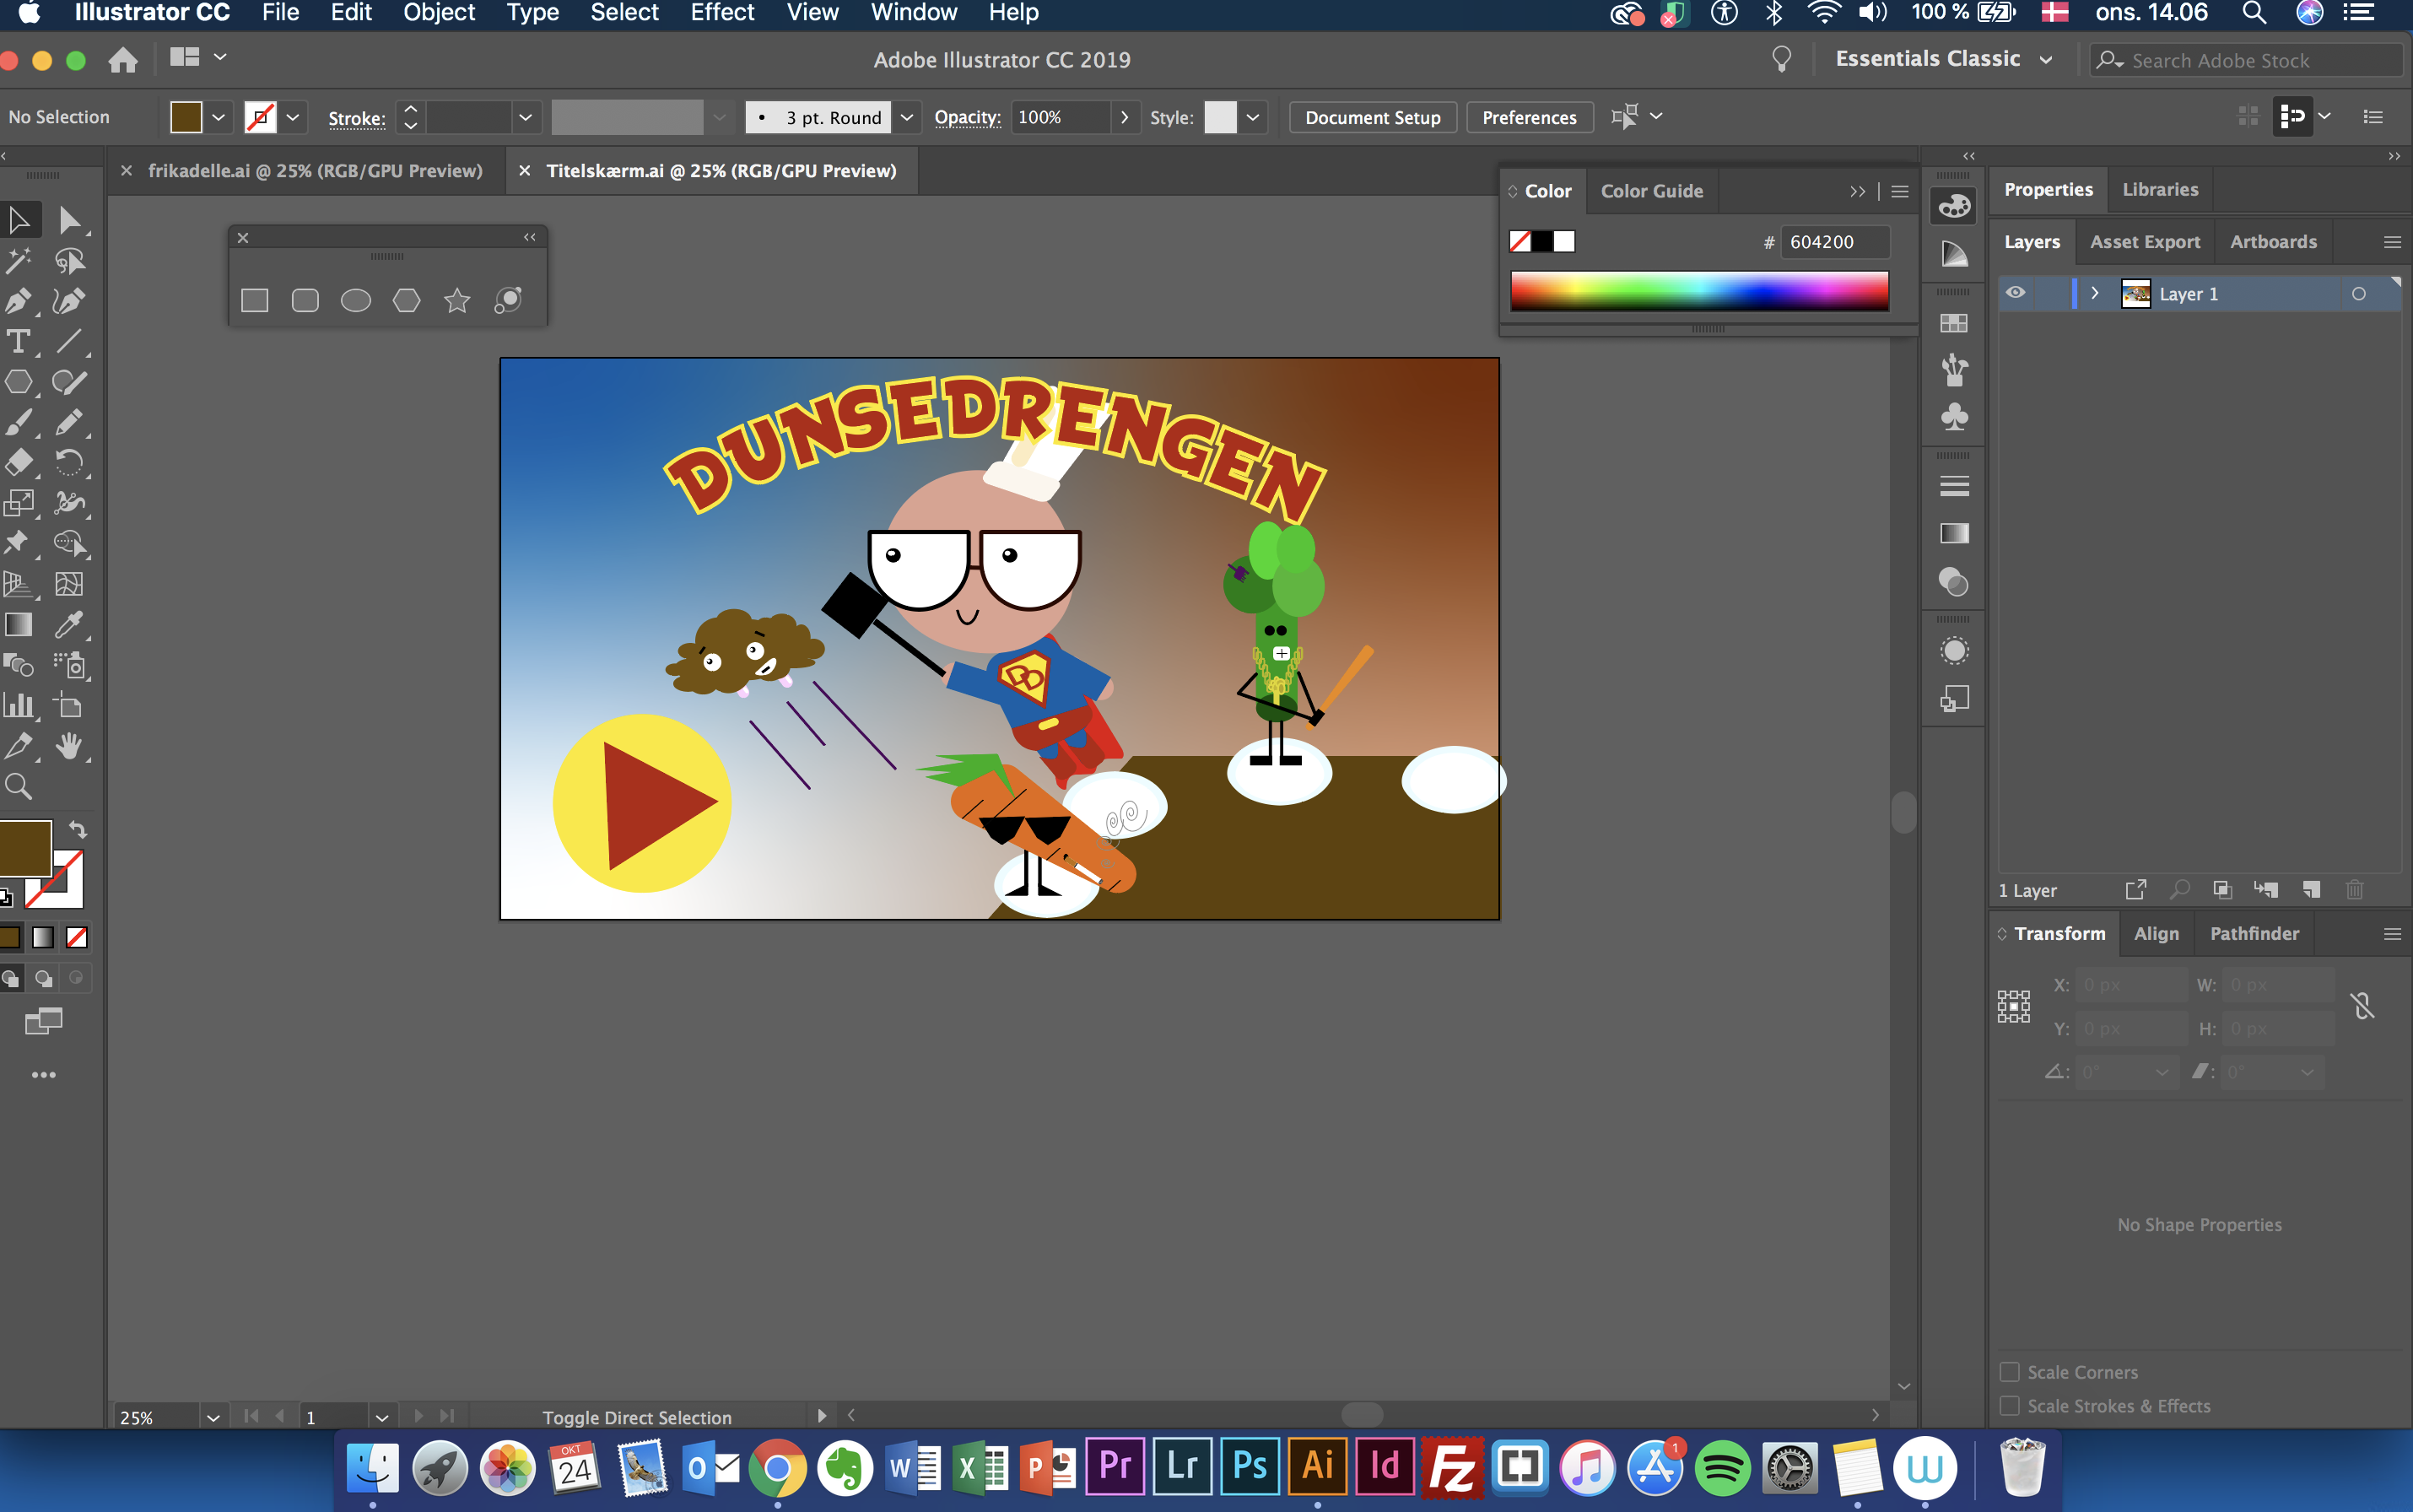 Illustrator CC File Edit Object Type Select Effect View Window Help 100 % ons. 14.06
Adobe Illustrator CC 2019 Essentials Classic Search Adobe Stock
No Selection Stroke: 3 pt. Round Opacity: 100% Style: Document Setup Preferences
frikadelle.ai @ 25% (RGB/GPU Preview) Titelskærm.ai @ 25% (RGB/GPU Preview)
Color Color Guide
# 604200
Properties Libraries
Layers Asset Export Artboards
Layer 1
DUNSEDRENGEN
DD
1 Layer
Transform Align Pathfinder
X: 0 px W: 0 px
Y: 0 px H: 0 px
0° 0°
No Shape Properties
Scale Corners
Scale Strokes & Effects
25% 1 Toggle Direct Selection
OKT
24 O W X P Pr Lr Ps Ai Id Fz 1 W